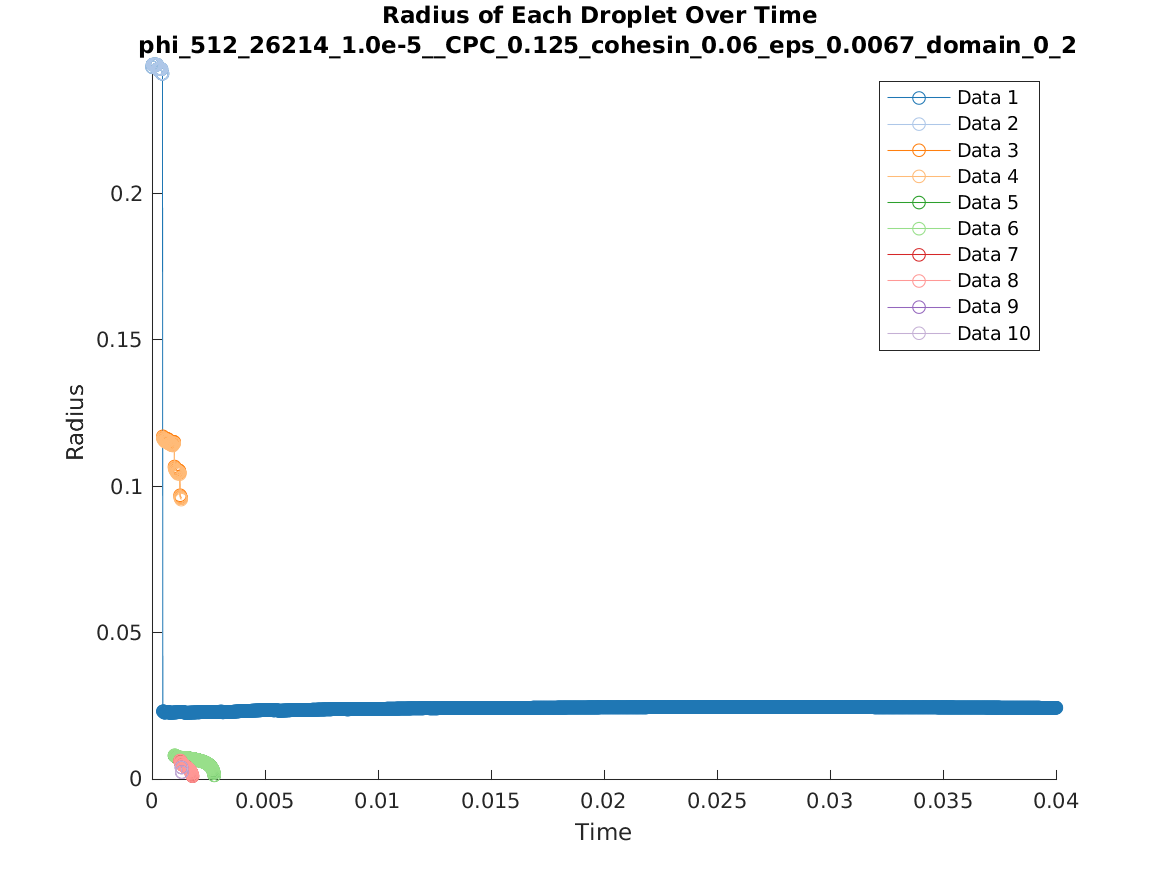 Radius of Each Droplet Over Time
phi_512_26214_1.0e-5__CPC_0.125_cohesin_0.06_eps_0.0067_domain_0_2
Data 1
Data 2
Data 3
Data 4
Data 5
Data 6
Data 7
Data 8
Data 9
Data 10
Radius
0.2
0.15
0.1
0.05
0
0 0.005 0.01 0.015 0.02 0.025 0.03 0.035 0.04
Time